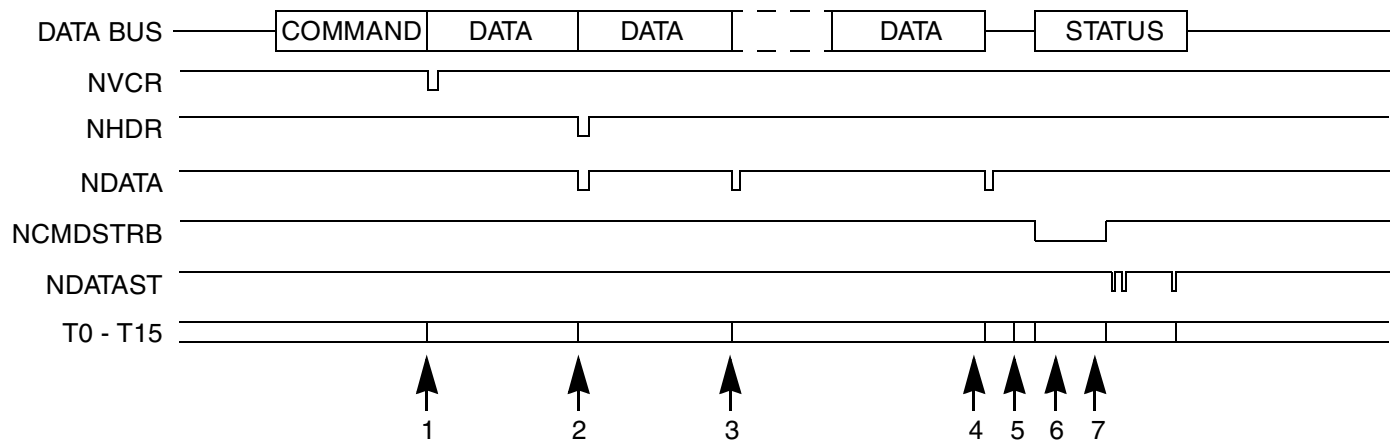 DATA BUS COMMAND DATA DATA DATA STATUS
NVCR
NHDR
NDATA
NCMDSTRB
NDATAST
T0 - T15
1 2 3 4 5 6 7